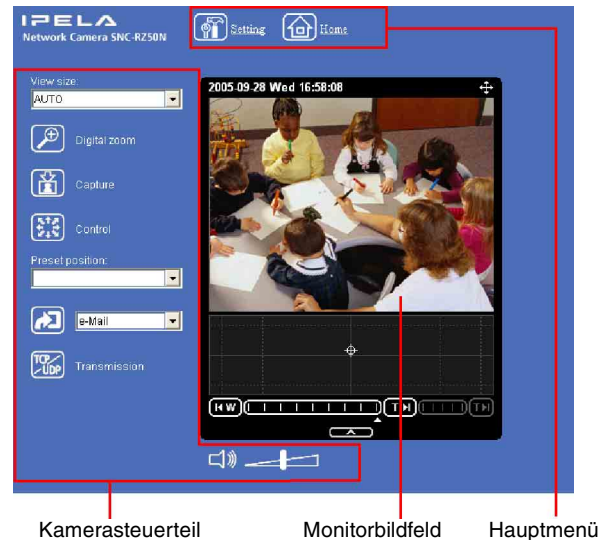 IPELA
Network Camera SNC-RZ50N
Setting
Home
View size:
AUTO
2005-09-28 Wed 16:58:08
Digital zoom
Capture
Control
Preset position:
e-Mail
TCP/UDP
Transmission
W
T
T
Kamerasteuerteil
Monitorbildfeld
Hauptmenü